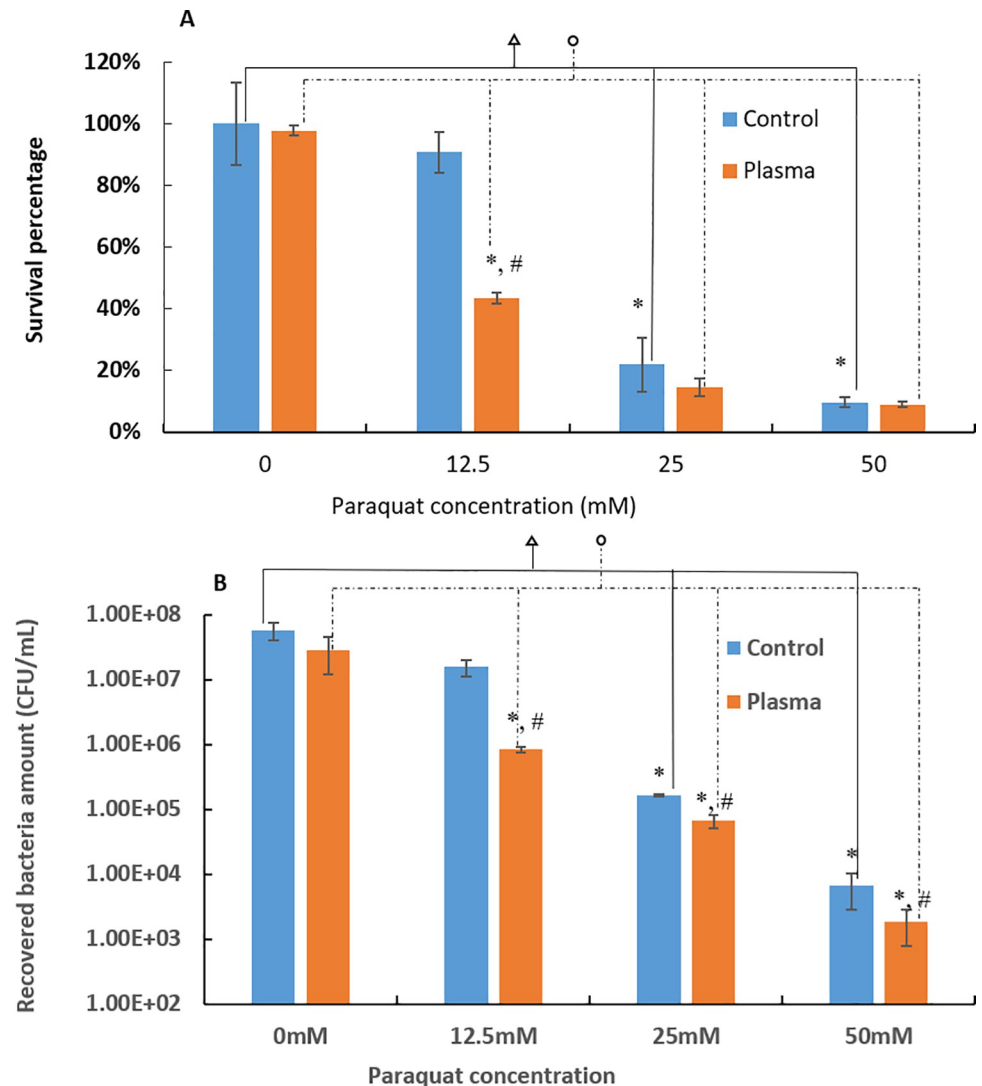 A
120%
100%
80%
60%
40%
20%
0%
Survival percentage
Control
Plasma
*, #
*
*
0 12.5 25 50
Paraquat concentration (mM)
B
1.00E+08
1.00E+07
1.00E+06
1.00E+05
1.00E+04
1.00E+03
1.00E+02
Recovered bacteria amount (CFU/mL)
Control
Plasma
*, #
*
*, #
*
*, #
0mM 12.5mM 25mM 50mM
Paraquat concentration